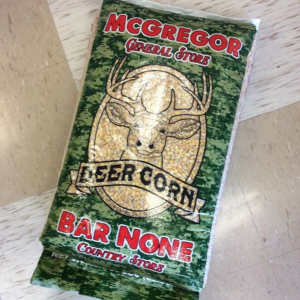 McGREGOR
GENERAL STORE
DEER CORN
BAR NONE
COUNTRY STORE